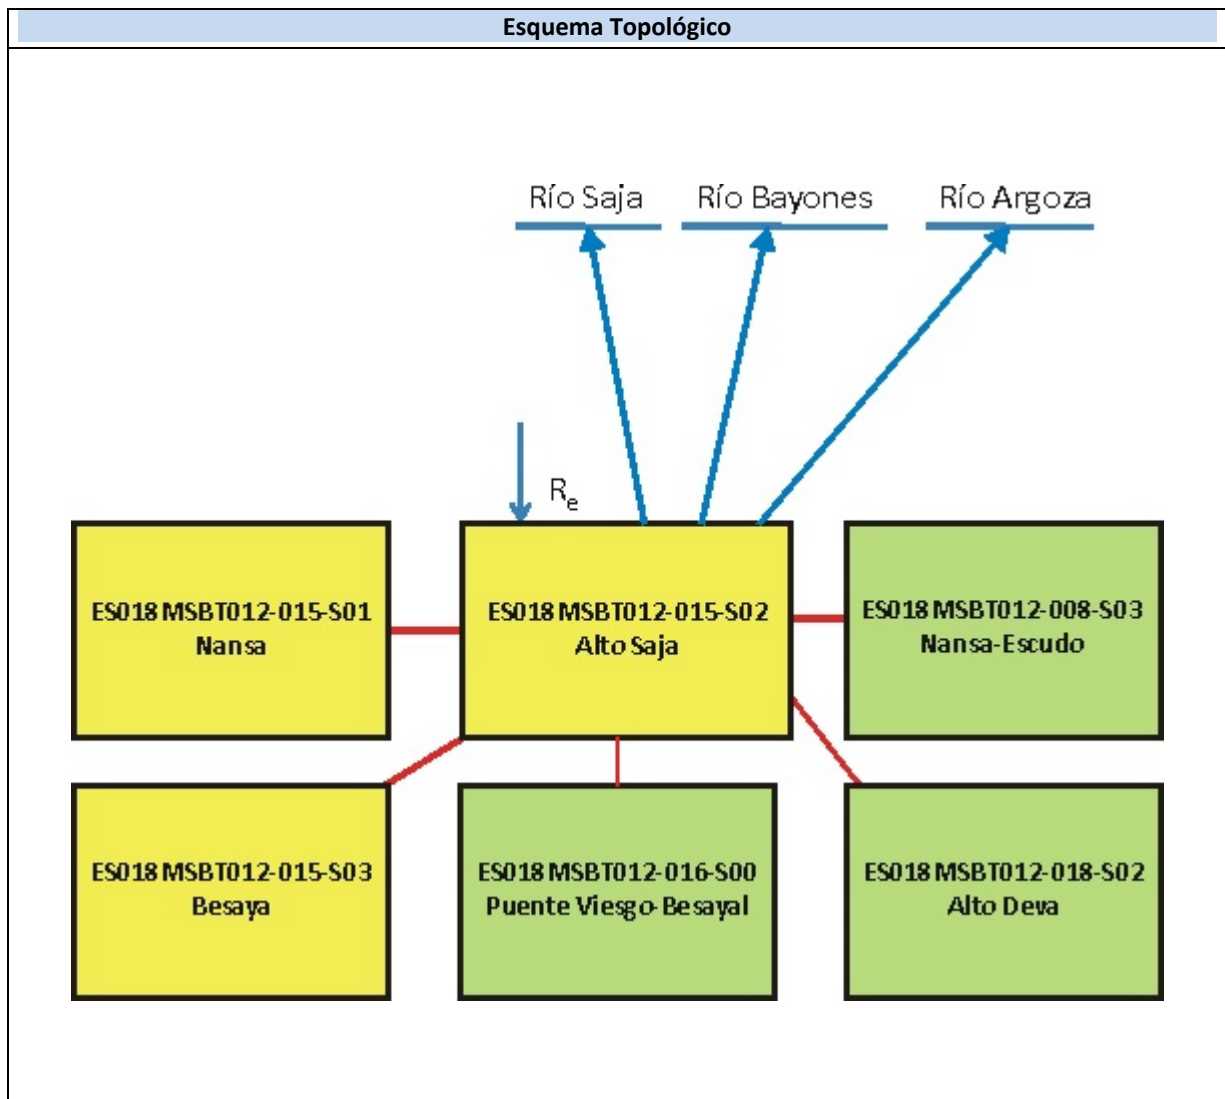 Esquema Topológico
Río Saja
Río Bayones
Río Argoza
Re
ES018 MSBT012-015-S01
Nansa
ES018 MSBT012-015-S02
Alto Saja
ES018 MSBT012-008-S03
Nansa-Escudo
ES018 MSBT012-015-S03
Besaya
ES018 MSBT012-016-S00
Puente Viesgo-Besayal
ES018 MSBT012-018-S02
Alto Deva